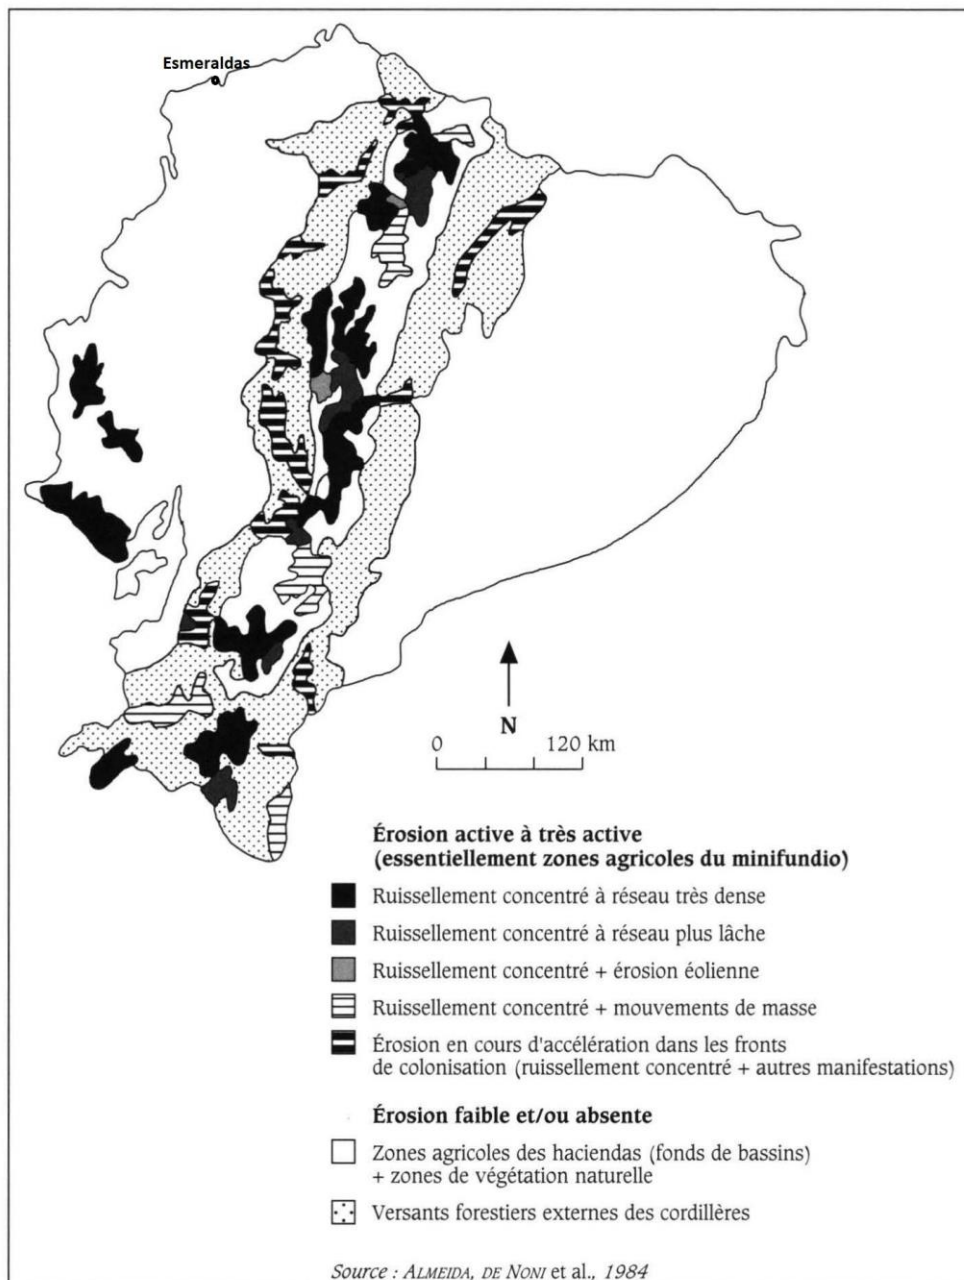 Esmeraldas
N
0 120 km
Érosion active à très active
(essentiellement zones agricoles du minifundio)
Ruissellement concentré à réseau très dense
Ruissellement concentré à réseau plus lâche
Ruissellement concentré + érosion éolienne
Ruissellement concentré + mouvements de masse
Érosion en cours d'accélération dans les fronts
de colonisation (ruissellement concentré + autres manifestations)
Érosion faible et/ou absente
Zones agricoles des haciendas (fonds de bassins)
+ zones de végétation naturelle
Versants forestiers externes des cordillères
Source : ALMEIDA, DE NONI et al., 1984